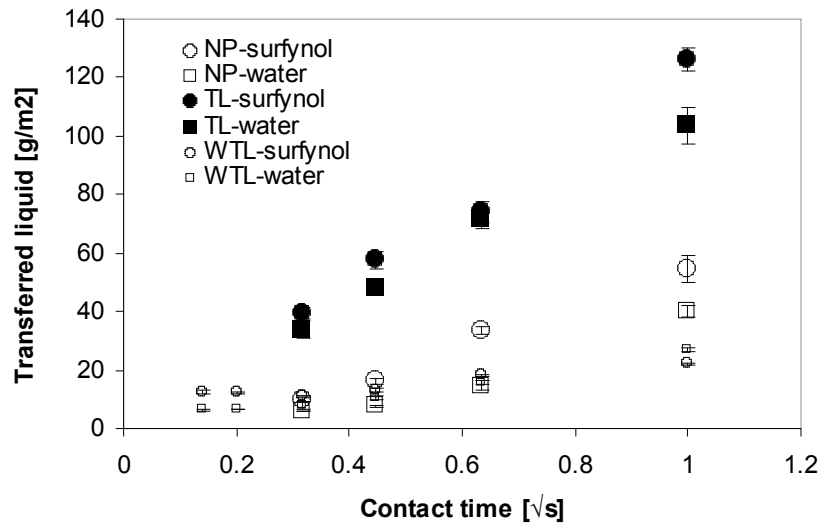 140
120
100
80
60
40
20
0
Transferred liquid [g/m2]
NP-surfynol
NP-water
TL-surfynol
TL-water
WTL-surfynol
WTL-water
0 0.2 0.4 0.6 0.8 1 1.2
Contact time [√s]